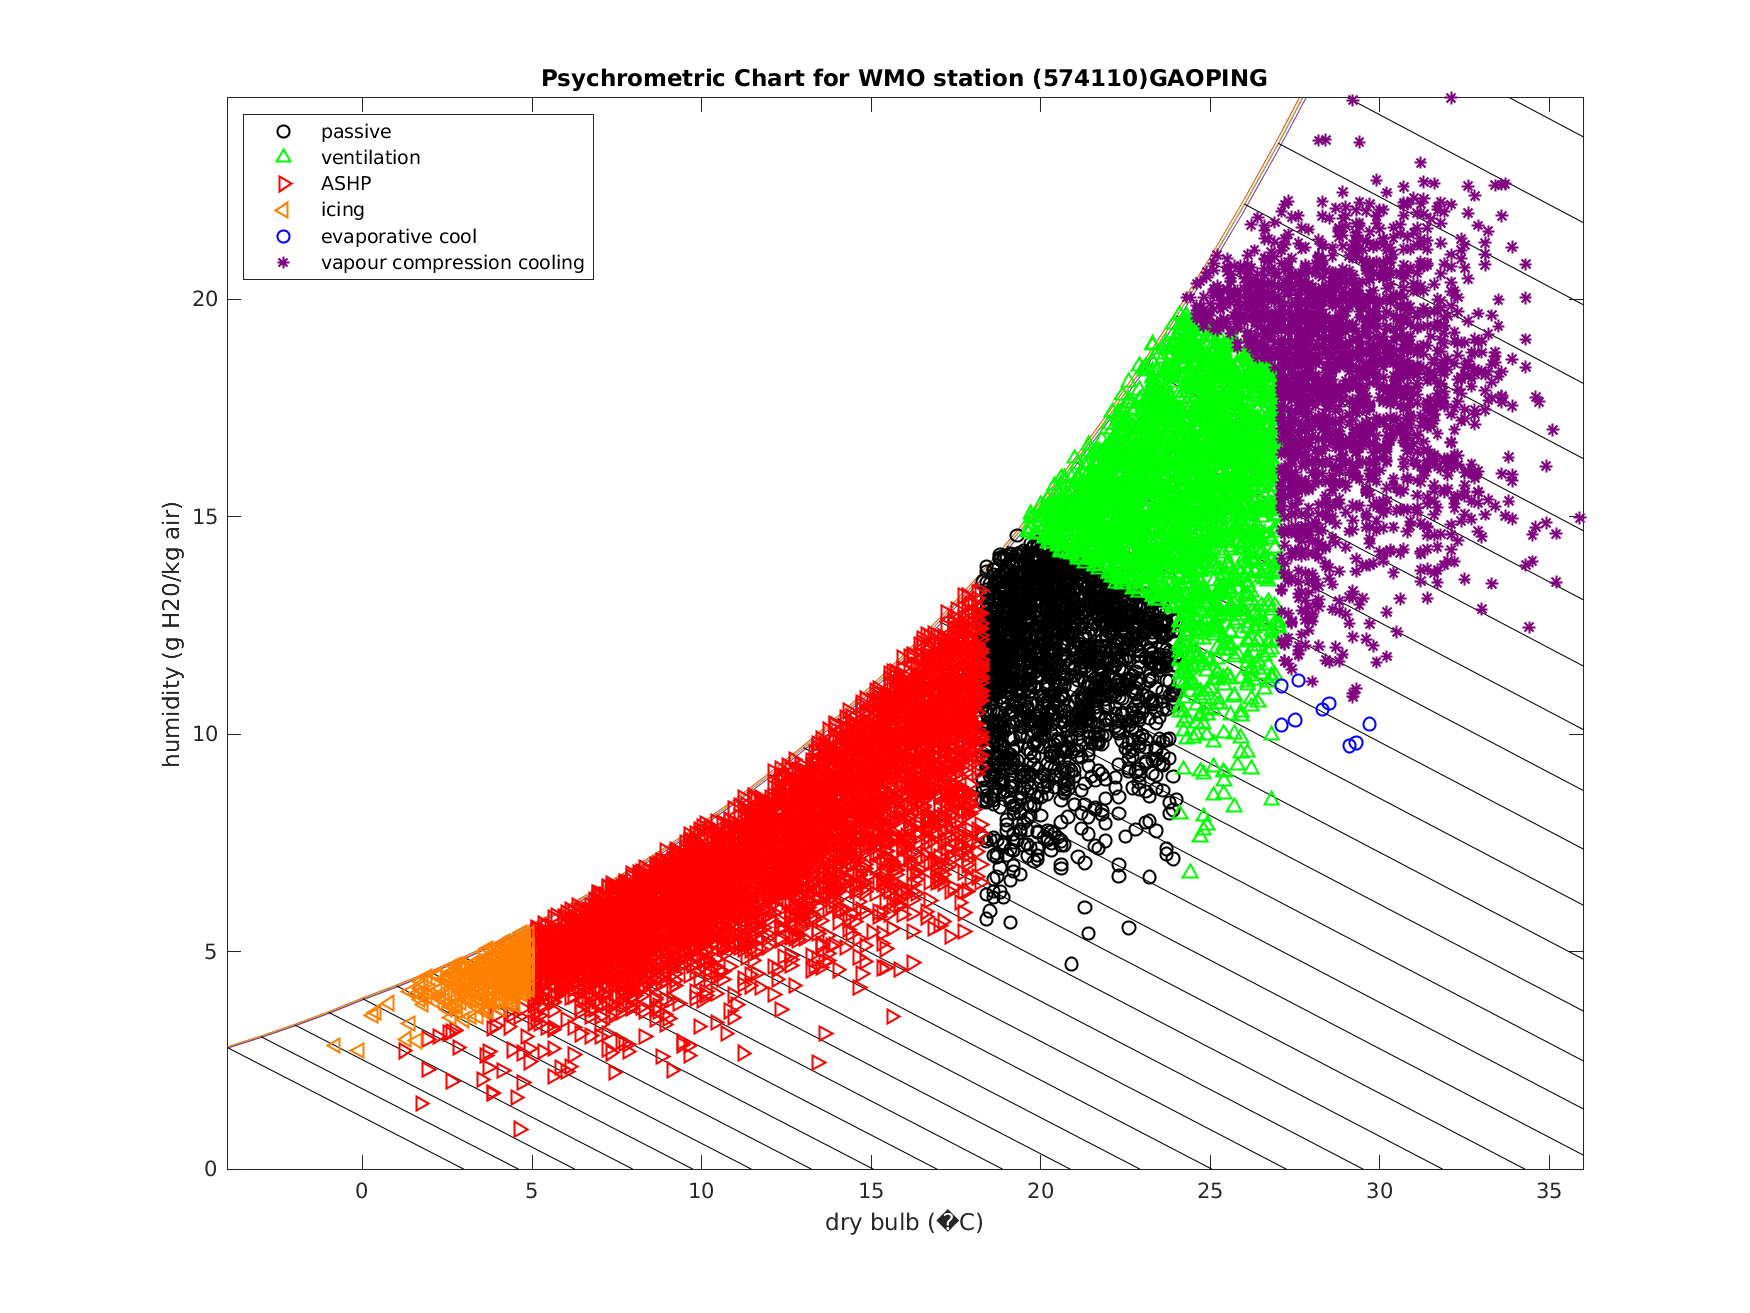 Psychrometric Chart for WMO station (574110)GAOPING
passive
ventilation
ASHP
icing
evaporative cool
vapour compression cooling
20
15
10
5
0
humidity (g H20/kg air)
0 5 10 15 20 25 30 35
dry bulb (�C)